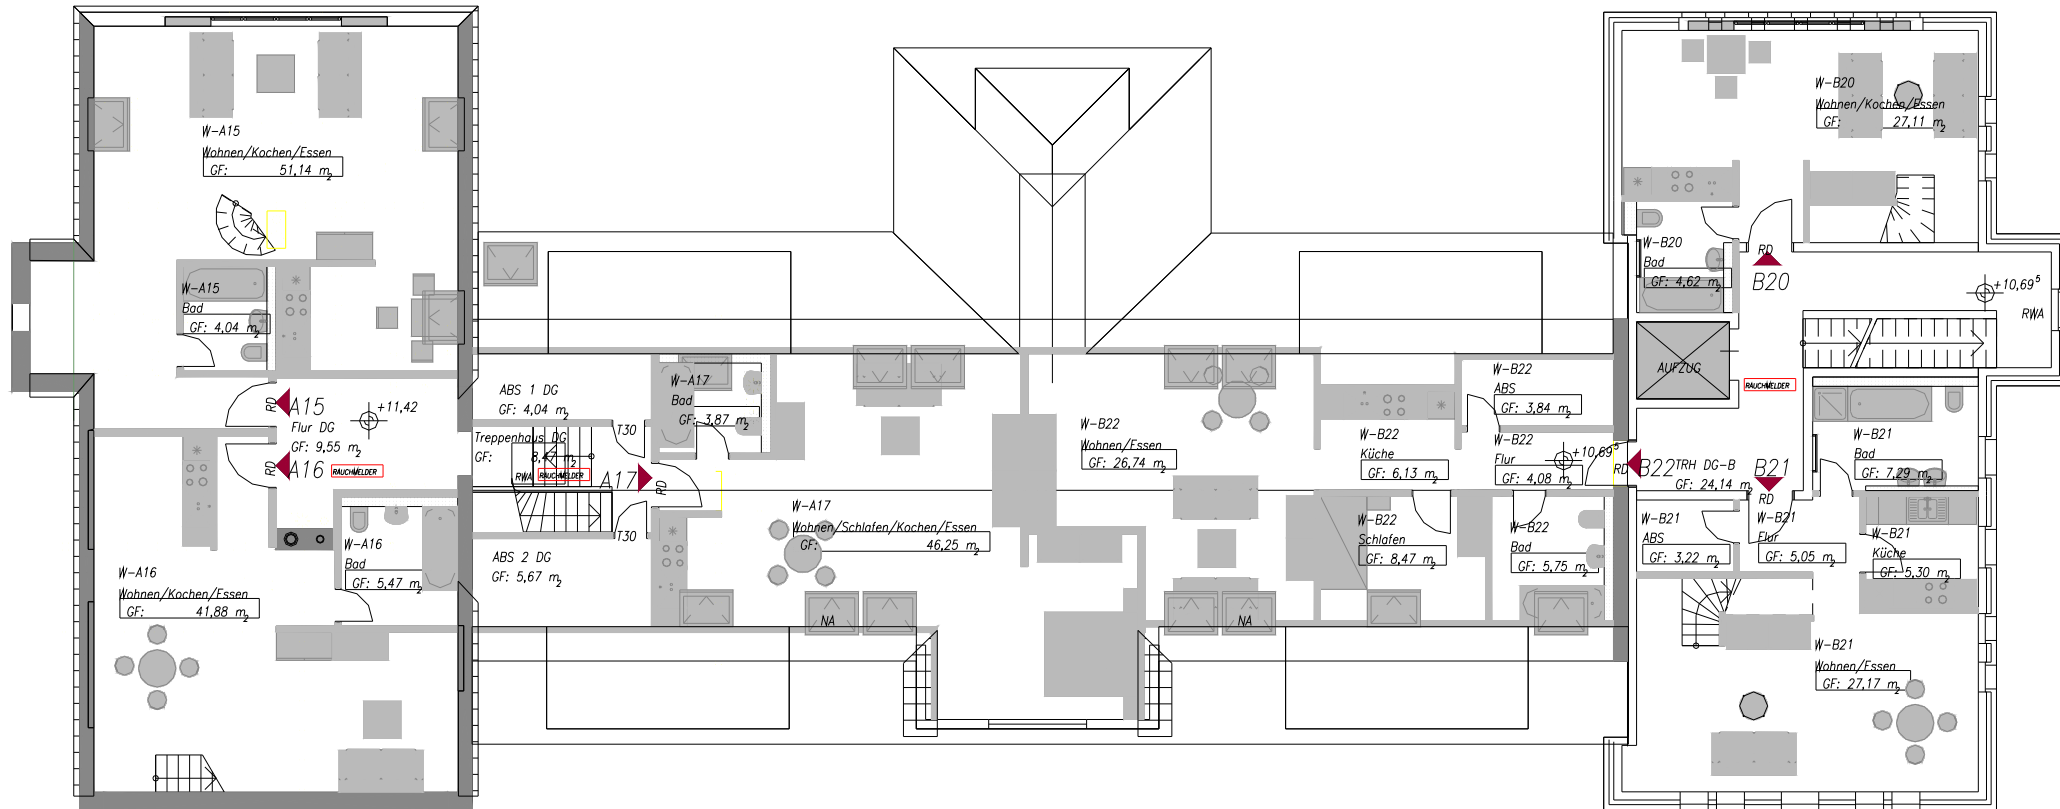 W-A15
Wohnen/Kochen/Essen
GF: 51,14 m2
W-A15
Bad
GF: 4,04 m2
RD
A15
Flur DG
GF: 9,55 m2
+11,42
RD
A16
RAUCHMELDER
W-A16
Bad
GF: 5,47 m2
W-A16
Wohnen/Kochen/Essen
GF: 41,88 m2
ABS 1 DG
GF: 4,04 m2
Treppenhaus DG
GF: 8,47 m2
RWA
RAUCHMELDER
T30
T30
A17
RD
ABS 2 DG
GF: 5,67 m2
W-A17
Bad
GF: 3,87 m2
W-A17
Wohnen/Schlafen/Kochen/Essen
GF: 46,25 m2
NA
W-B22
Wohnen/Essen
GF: 26,74 m2
NA
W-B22
Küche
GF: 6,13 m2
W-B22
ABS
GF: 3,84 m2
W-B22
Flur
GF: 4,08 m2
+10,69⁵
W-B22
Schlafen
GF: 8,47 m2
W-B22
Bad
GF: 5,75 m2
RD
B22
W-B20
Wohnen/Kochen/Essen
GF: 27,11 m2
W-B20
Bad
GF: 4,62 m2
RD
B20
+10,69⁵
RWA
AUFZUG
RAUCHMELDER
TRH DG-B
GF: 24,14 m2
B21
RD
W-B21
Bad
GF: 7,29 m2
W-B21
ABS
GF: 3,22 m2
W-B21
Flur
GF: 5,05 m2
W-B21
Küche
GF: 5,30 m2
W-B21
Wohnen/Essen
GF: 27,17 m2